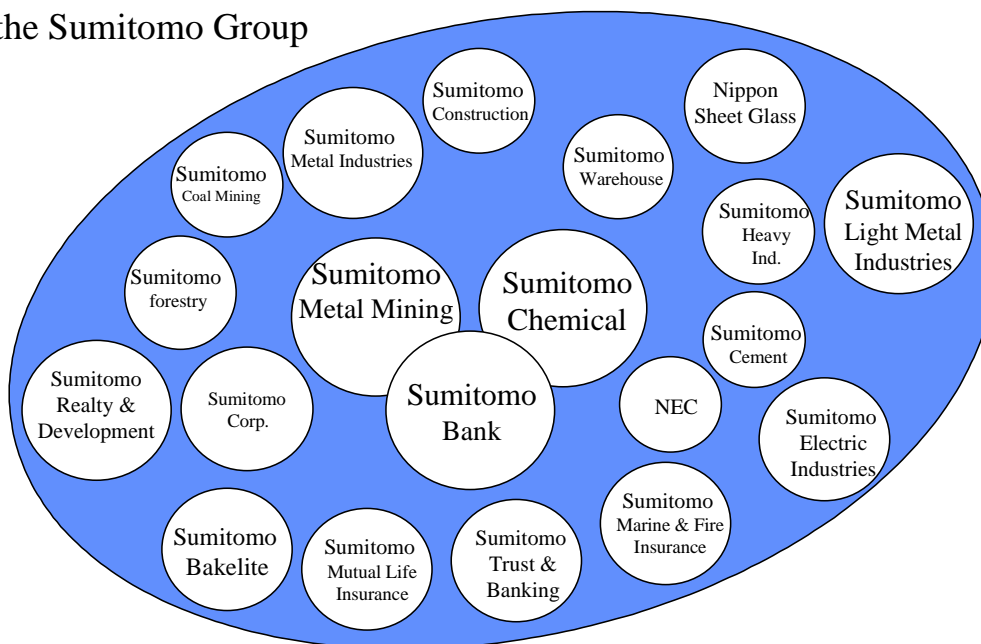 the Sumitomo Group
Sumitomo
Construction
Nippon
Sheet Glass
Sumitomo
Metal Industries
Sumitomo
Warehouse
Sumitomo
Coal Mining
Sumitomo
Light Metal
Industries
Sumitomo
Heavy
Ind.
Sumitomo
forestry
Sumitomo
Metal Mining
Sumitomo
Chemical
Sumitomo
Cement
Sumitomo
Realty &
Development
Sumitomo
Corp.
Sumitomo
Bank
NEC
Sumitomo
Electric
Industries
Sumitomo
Bakelite
Sumitomo
Mutual Life
Insurance
Sumitomo
Trust &
Banking
Sumitomo
Marine & Fire
Insurance